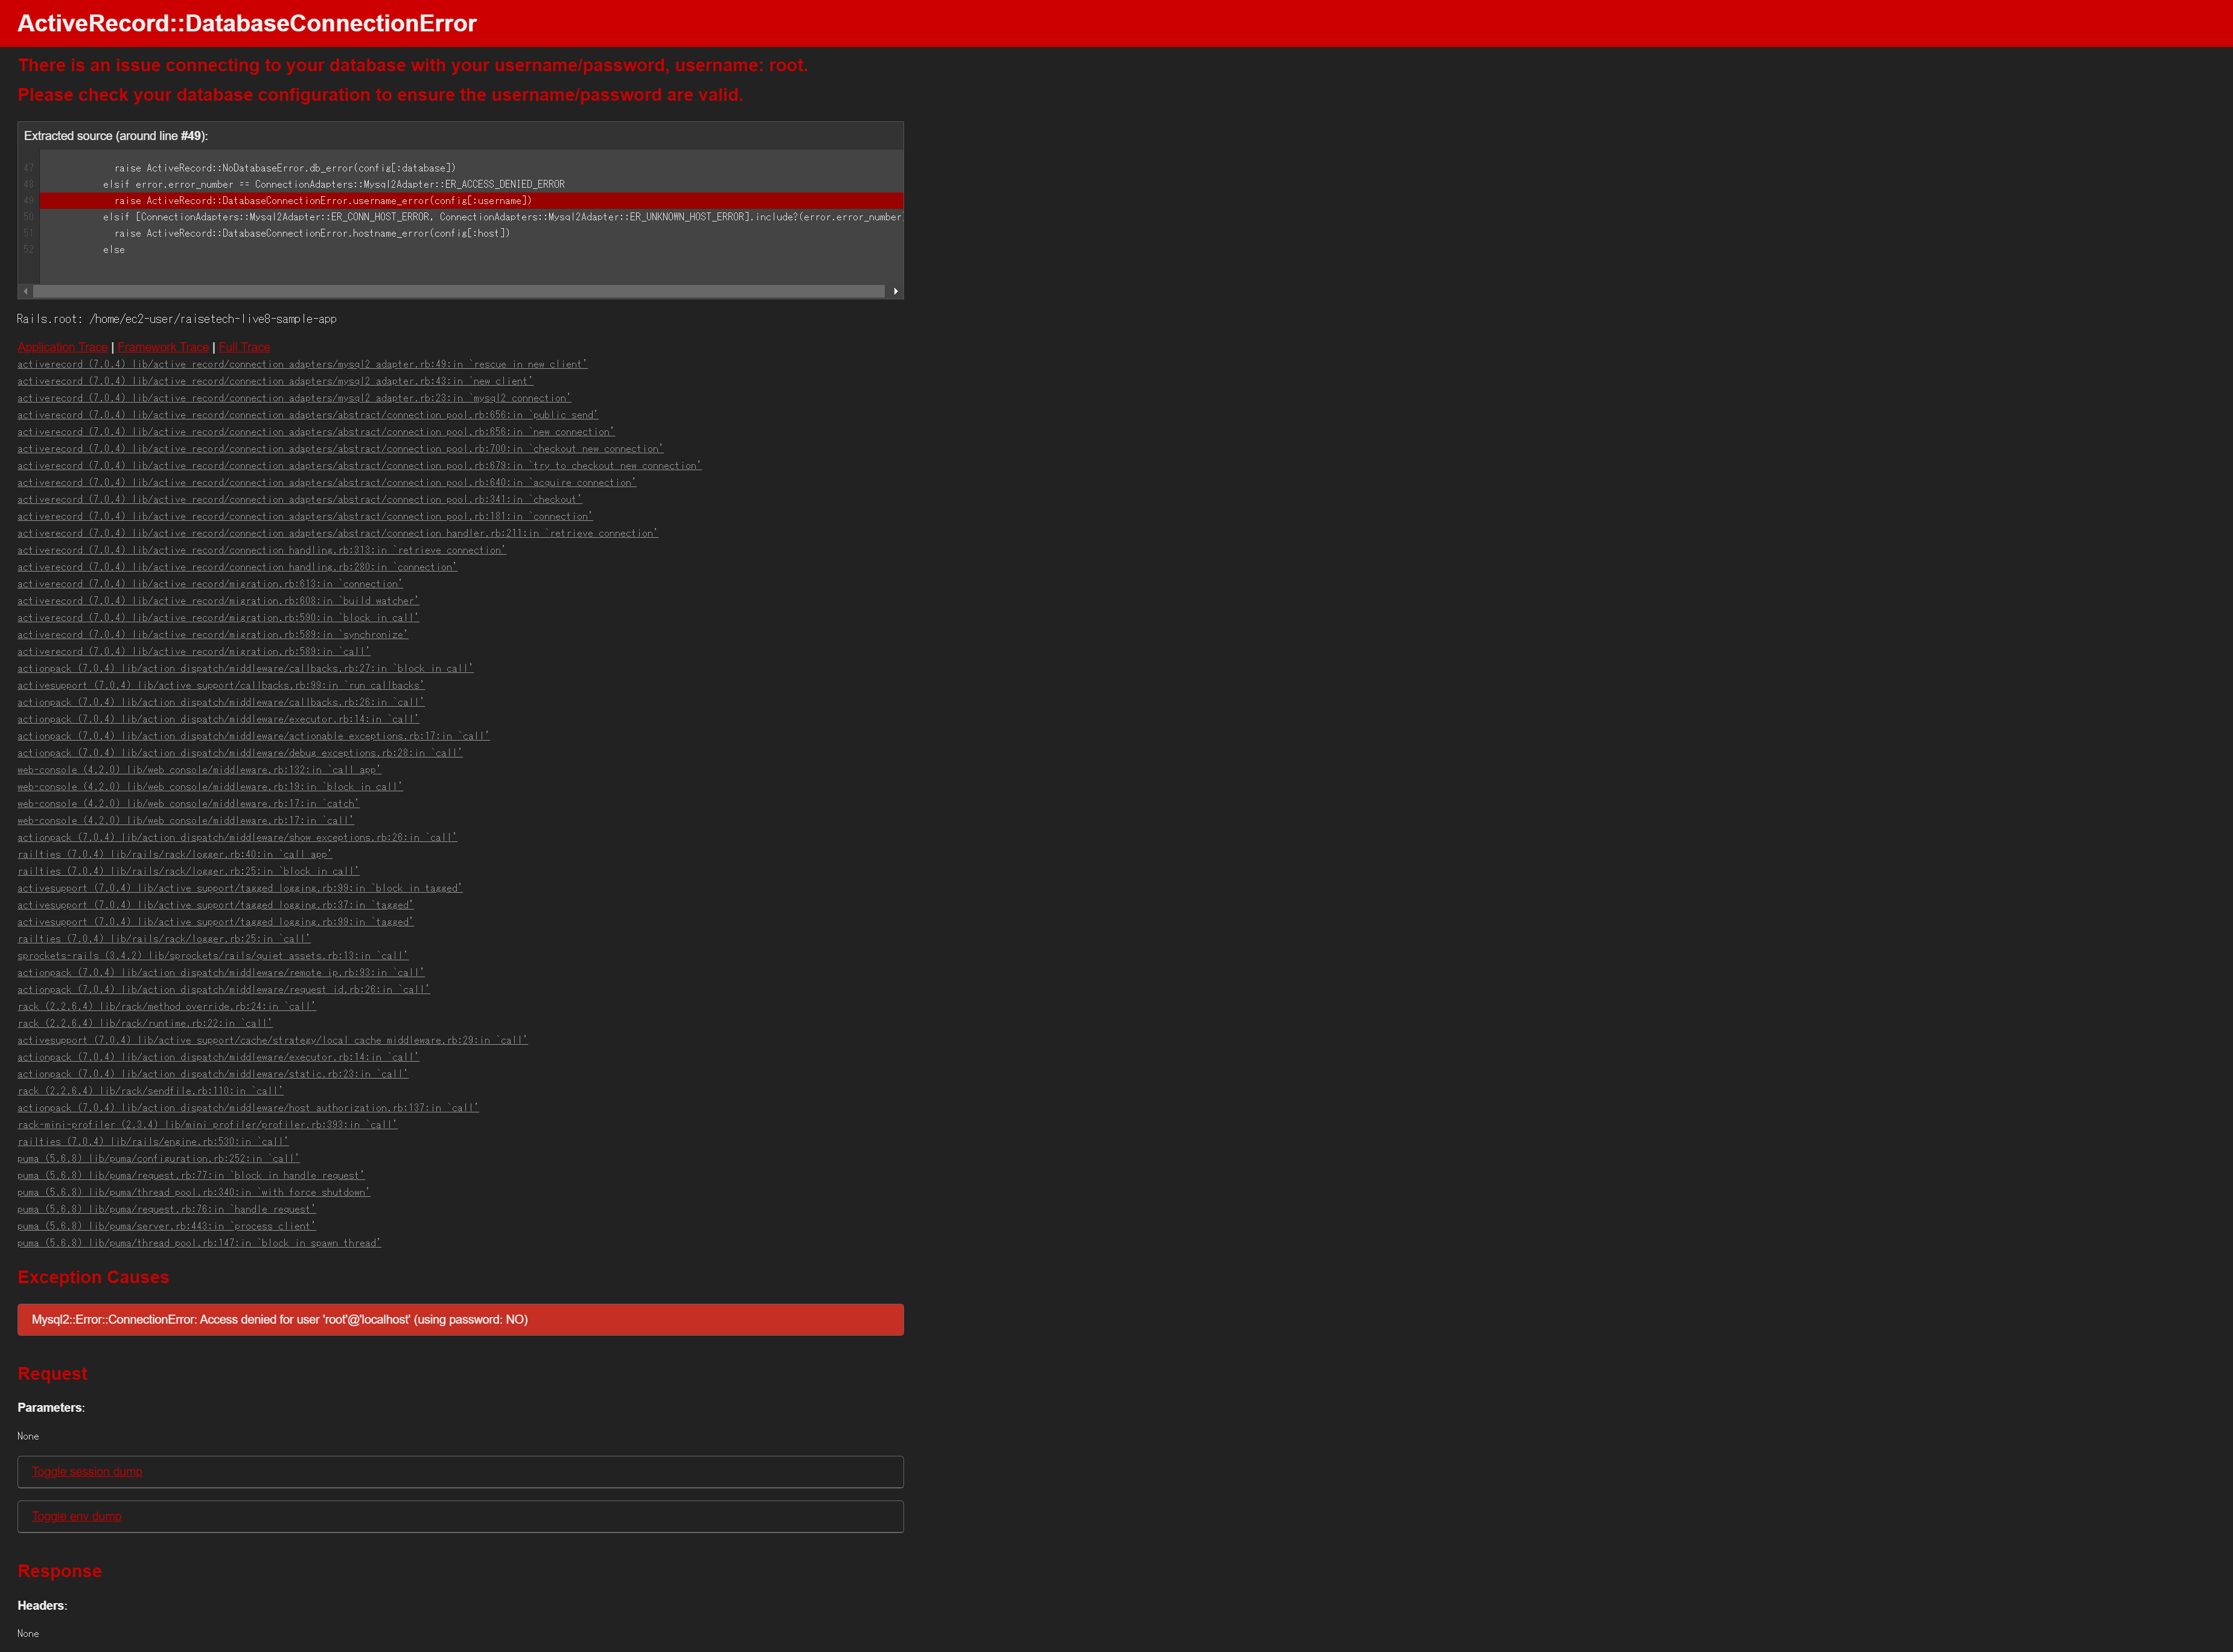 ActiveRecord::DatabaseConnectionError
There is an issue connecting to your database with your username/password, username: root.
Please check your database configuration to ensure the username/password are valid.
Extracted source (around line #49):
47 raise ActiveRecord::NoDatabaseError.db_error(config[:database])
48 elsif error.error_number == ConnectionAdapters::Mysql2Adapter::ER_ACCESS_DENIED_ERROR
49 raise ActiveRecord::DatabaseConnectionError.username_error(config[:username])
50 elsif [ConnectionAdapters::Mysql2Adapter::ER_CONN_HOST_ERROR, ConnectionAdapters::Mysql2Adapter::ER_UNKNOWN_HOST_ERROR].include?(error.error_number
51 raise ActiveRecord::DatabaseConnectionError.hostname_error(config[:host])
52 else
Rails.root: /home/ec2-user/raisetech-live8-sample-app
Application Trace | Framework Trace | Full Trace
activerecord (7.0.4) lib/active_record/connection_adapters/mysql2_adapter.rb:49:in `rescue in new_client'
activerecord (7.0.4) lib/active_record/connection_adapters/mysql2_adapter.rb:43:in `new_client'
activerecord (7.0.4) lib/active_record/connection_adapters/mysql2_adapter.rb:23:in `mysql2_connection'
activerecord (7.0.4) lib/active_record/connection_adapters/abstract/connection_pool.rb:656:in `public_send'
activerecord (7.0.4) lib/active_record/connection_adapters/abstract/connection_pool.rb:656:in `new_connection'
activerecord (7.0.4) lib/active_record/connection_adapters/abstract/connection_pool.rb:700:in `checkout_new_connection'
activerecord (7.0.4) lib/active_record/connection_adapters/abstract/connection_pool.rb:679:in `try_to_checkout_new_connection'
activerecord (7.0.4) lib/active_record/connection_adapters/abstract/connection_pool.rb:640:in `acquire_connection'
activerecord (7.0.4) lib/active_record/connection_adapters/abstract/connection_pool.rb:341:in `checkout'
activerecord (7.0.4) lib/active_record/connection_adapters/abstract/connection_pool.rb:181:in `connection'
activerecord (7.0.4) lib/active_record/connection_adapters/abstract/connection_handler.rb:211:in `retrieve_connection'
activerecord (7.0.4) lib/active_record/connection_handling.rb:313:in `retrieve_connection'
activerecord (7.0.4) lib/active_record/connection_handling.rb:280:in `connection'
activerecord (7.0.4) lib/active_record/migration.rb:613:in `connection'
activerecord (7.0.4) lib/active_record/migration.rb:608:in `build_watcher'
activerecord (7.0.4) lib/active_record/migration.rb:590:in `block in call'
activerecord (7.0.4) lib/active_record/migration.rb:589:in `synchronize'
activerecord (7.0.4) lib/active_record/migration.rb:589:in `call'
actionpack (7.0.4) lib/action_dispatch/middleware/callbacks.rb:27:in `block in call'
activesupport (7.0.4) lib/active_support/callbacks.rb:99:in `run_callbacks'
actionpack (7.0.4) lib/action_dispatch/middleware/callbacks.rb:26:in `call'
actionpack (7.0.4) lib/action_dispatch/middleware/executor.rb:14:in `call'
actionpack (7.0.4) lib/action_dispatch/middleware/actionable_exceptions.rb:17:in `call'
actionpack (7.0.4) lib/action_dispatch/middleware/debug_exceptions.rb:28:in `call'
web-console (4.2.0) lib/web_console/middleware.rb:132:in `call_app'
web-console (4.2.0) lib/web_console/middleware.rb:19:in `block in call'
web-console (4.2.0) lib/web_console/middleware.rb:17:in `catch'
web-console (4.2.0) lib/web_console/middleware.rb:17:in `call'
actionpack (7.0.4) lib/action_dispatch/middleware/show_exceptions.rb:26:in `call'
railties (7.0.4) lib/rails/rack/logger.rb:40:in `call_app'
railties (7.0.4) lib/rails/rack/logger.rb:25:in `block in call'
activesupport (7.0.4) lib/active_support/tagged_logging.rb:99:in `block in tagged'
activesupport (7.0.4) lib/active_support/tagged_logging.rb:37:in `tagged'
activesupport (7.0.4) lib/active_support/tagged_logging.rb:99:in `tagged'
railties (7.0.4) lib/rails/rack/logger.rb:25:in `call'
sprockets-rails (3.4.2) lib/sprockets/rails/quiet_assets.rb:13:in `call'
actionpack (7.0.4) lib/action_dispatch/middleware/remote_ip.rb:93:in `call'
actionpack (7.0.4) lib/action_dispatch/middleware/request_id.rb:26:in `call'
rack (2.2.6.4) lib/rack/method_override.rb:24:in `call'
rack (2.2.6.4) lib/rack/runtime.rb:22:in `call'
activesupport (7.0.4) lib/active_support/cache/strategy/local_cache_middleware.rb:29:in `call'
actionpack (7.0.4) lib/action_dispatch/middleware/executor.rb:14:in `call'
actionpack (7.0.4) lib/action_dispatch/middleware/static.rb:23:in `call'
rack (2.2.6.4) lib/rack/sendfile.rb:110:in `call'
actionpack (7.0.4) lib/action_dispatch/middleware/host_authorization.rb:137:in `call'
rack-mini-profiler (2.3.4) lib/mini_profiler/profiler.rb:393:in `call'
railties (7.0.4) lib/rails/engine.rb:530:in `call'
puma (5.6.8) lib/puma/configuration.rb:252:in `call'
puma (5.6.8) lib/puma/request.rb:77:in `block in handle_request'
puma (5.6.8) lib/puma/thread_pool.rb:340:in `with_force_shutdown'
puma (5.6.8) lib/puma/request.rb:76:in `handle_request'
puma (5.6.8) lib/puma/server.rb:443:in `process_client'
puma (5.6.8) lib/puma/thread_pool.rb:147:in `block in spawn_thread'
Exception Causes
Mysql2::Error::ConnectionError: Access denied for user 'root'@'localhost' (using password: NO)
Request
Parameters:
None
Toggle session dump
Toggle env dump
Response
Headers:
None